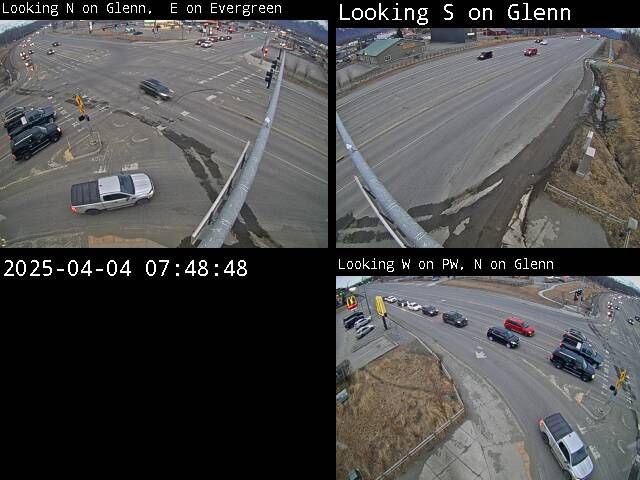 Looking N on Glenn,  E on Evergreen
Looking S on Glenn
2025-04-04 07:48:48
Looking W on PW, N on Glenn